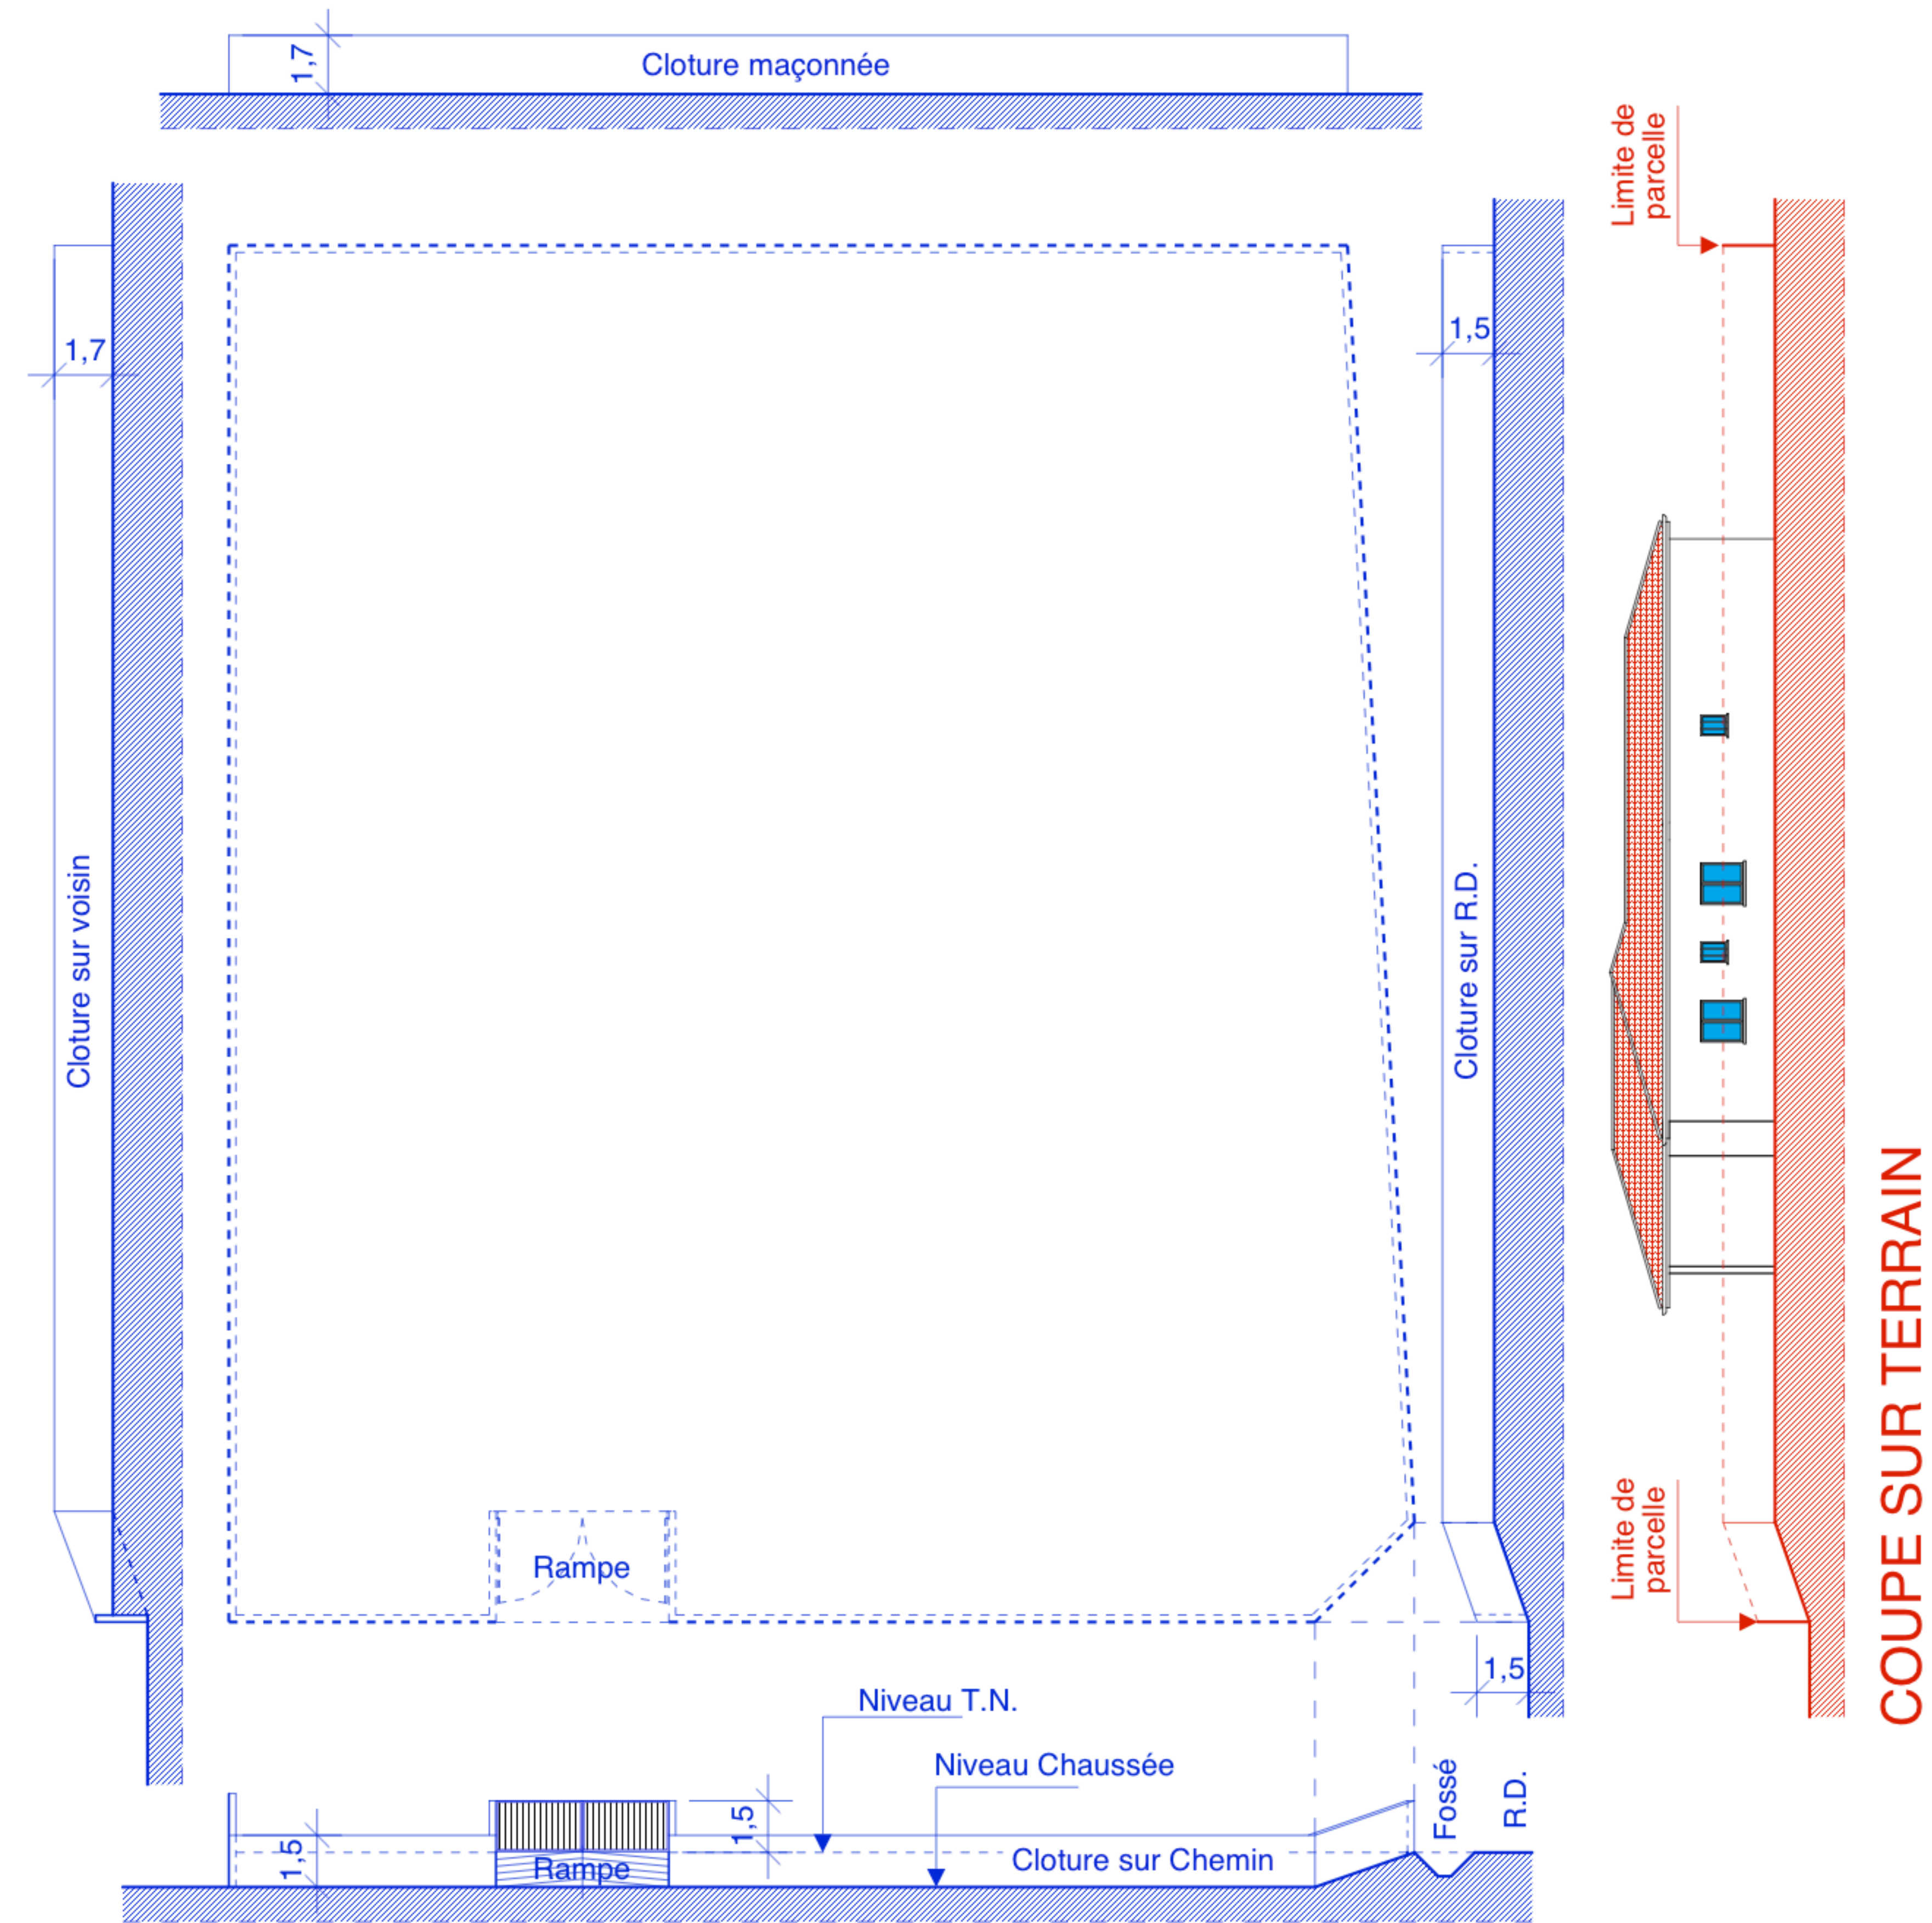 1,7
Cloture maçonnée
Limite de
parcelle
1,7
1,5
Cloture sur voisin
Cloture sur R.D.
COUPE SUR TERRAIN
Limite de
parcelle
Rampe
1,5
Niveau T.N.
Niveau Chaussée
Fossé
R.D.
1,5
1,5
Rampe
Cloture sur Chemin